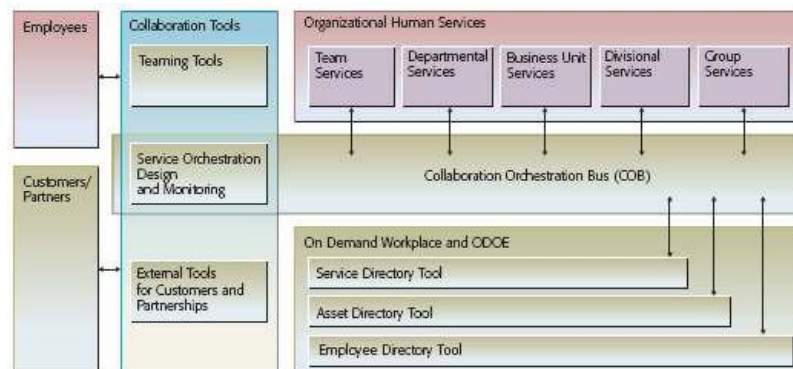 Employees
Collaboration Tools
Organizational Human Services
Teaming Tools
Team
Services
Departmental
Services
Business Unit
Services
Divisional
Services
Group
Services
Service Orchestration
Design
and Monitoring
Collaboration Orchestration Bus (COB)
Customers/
Partners
External Tools
for Customers and
Partnerships
On Demand Workplace and ODOE
Service Directory Tool
Asset Directory Tool
Employee Directory Tool